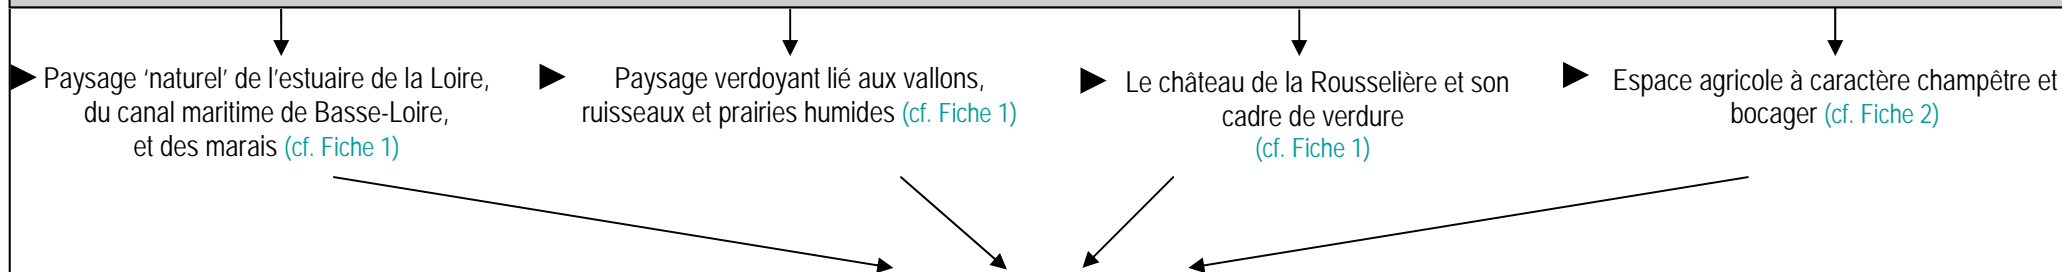 Paysage ‘naturel’ de l’estuaire de la Loire,
du canal maritime de Basse-Loire,
et des marais (cf. Fiche 1)
Paysage verdoyant lié aux vallons,
ruisseaux et prairies humides (cf. Fiche 1)
Le château de la Rousselière et son
cadre de verdure
(cf. Fiche 1)
Espace agricole à caractère champêtre et
bocager (cf. Fiche 2)